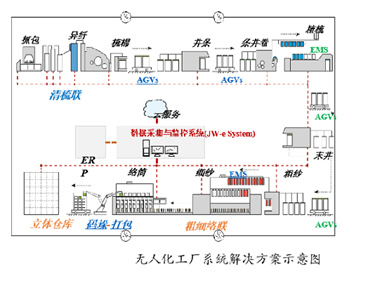 抓包
异纤
梳棉
并条
条并卷
精梳
EMS
AGVs
AGVs
清梳联
AGVs
云服务
数据采集与监控系统(JW-e System)
末并
ER
P
络筒
细纱
EMS
粗纱
立体仓库
码垛-打包
粗细络联
AGVs
无人化工厂系统解决方案示意图